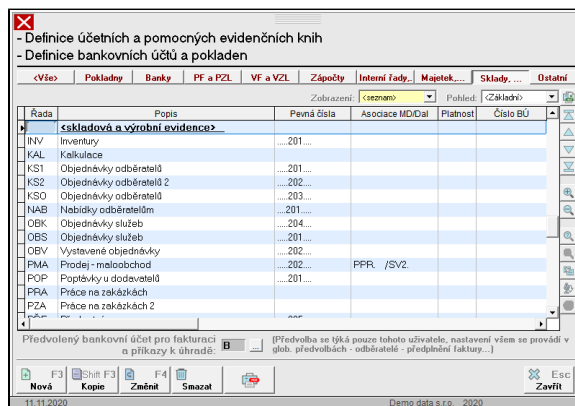 - Definice účetních a pomocných evidenčních knih
- Definice bankovních účtů a pokladen
<Vše> Pokladny Banky PF a PZL VF a VZL Zápočty Interní řady,. Majetek,... Sklady, ... Ostatní
Zobrazení: <seznam> Pohled: <Základní>
Řada Popis Pevná čísla Asociace MD/Dal Platnost Číslo BÚ
<skladová a výrobní evidence>
INV Inventury .....201....
KAL Kalkulace
KS1 Objednávky odběratelů .....201....
KS2 Objednávky odběratelů 2 .....202....
KSO Objednávky odběratelů .....203....
NAB Nabídky odběratelům .....201.....
OBK Objednávky služeb .....204....
OBS Objednávky služeb .....201....
OBV Vystavené objednávky .....202....
PMA Prodej - maloobchod .....202.... PPR. /SV2.
POP Poptávky u dodavatelů .....201....
PRA Práce na zakázkách
PZA Práce na zakázkách 2
Předvolený bankovní účet pro fakturaci
a příkazy k úhradě: B ...
(Předvolba se týká pouze tohoto uživatele, nastavení všem se provádí v
glob. předvolbách - odběratelé - předplnění faktury...)
F3 Shift F3 F4 Esc
Nová Kopie Změnit Smazat Zavřít
11.11.2020 Demo data s.r.o. 2020